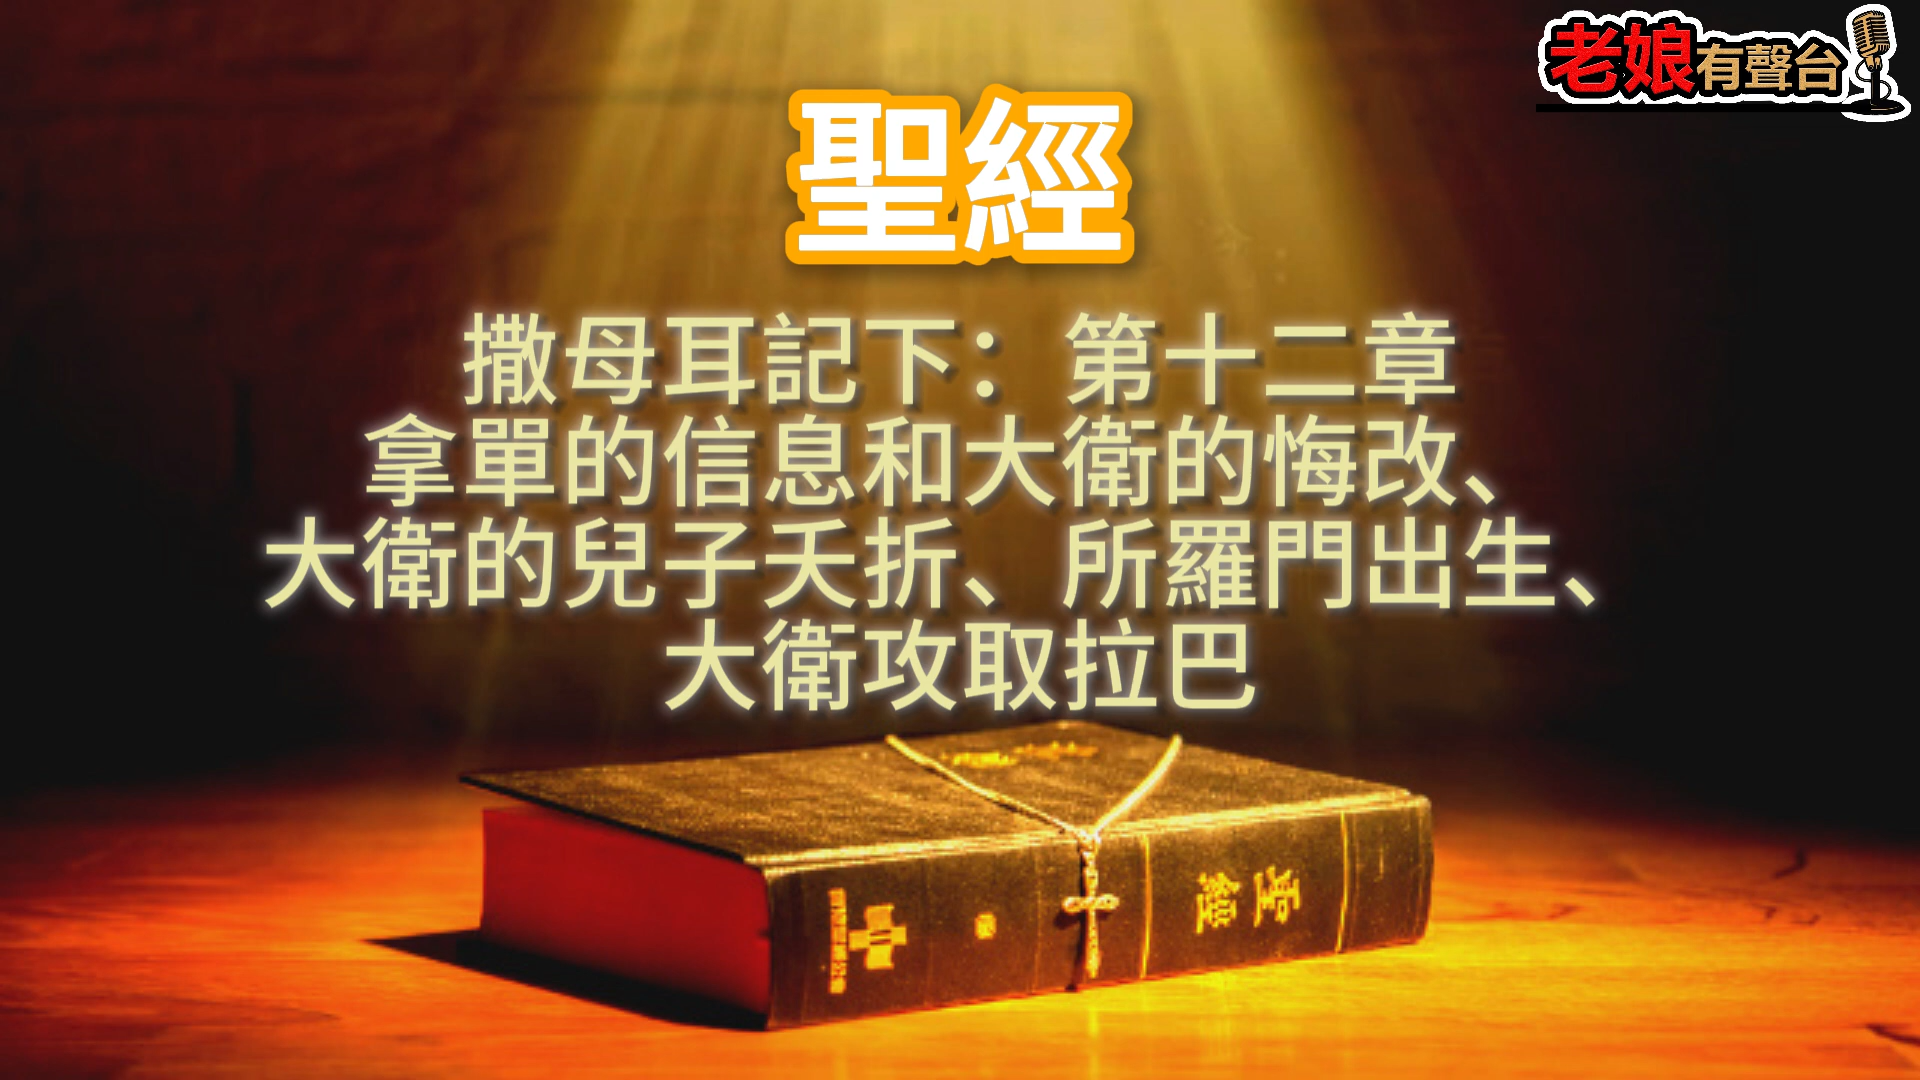 老娘有聲台
聖經
撒母耳記下：第十二章
拿單的信息和大衛的悔改、
大衛的兒子夭折、所羅門出生、
大衛攻取拉巴
聖經